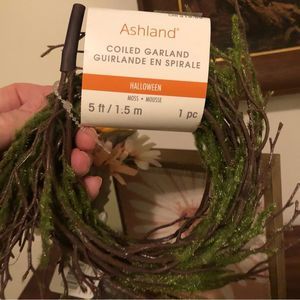 Ashland®
COILED GARLAND
GUIRLANDE EN SPIRALE
HALLOWEEN
MOSS • MOUSSE
5 ft / 1.5 m 1 pc